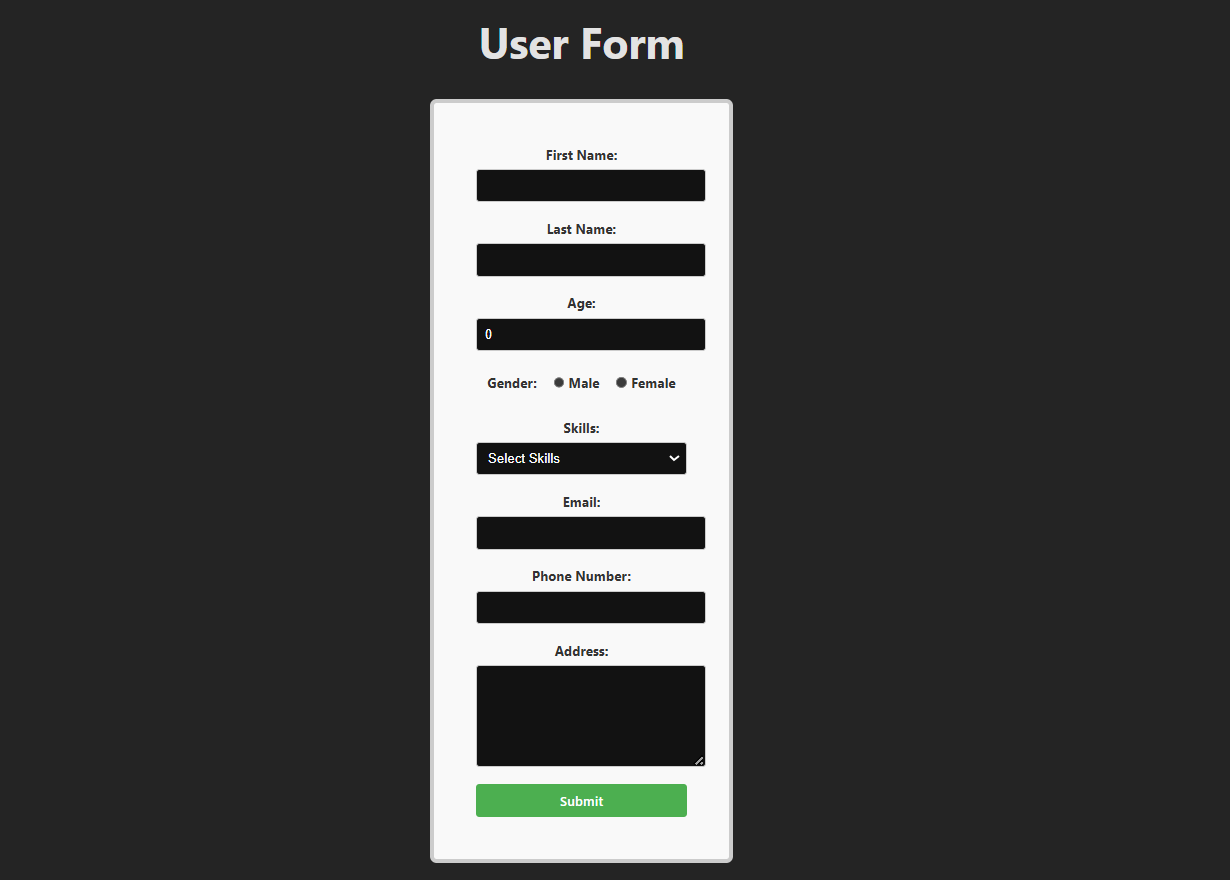 User Form
First Name:
Last Name:
Age:
0
Gender: Male Female
Skills:
Select Skills
Email:
Phone Number:
Address:
Submit